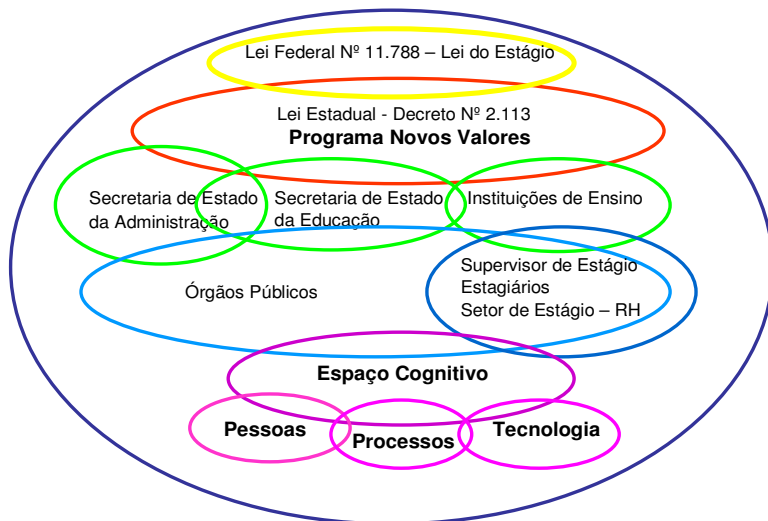 Lei Federal Nº 11.788 – Lei do Estágio
Lei Estadual - Decreto Nº 2.113
Programa Novos Valores
Secretaria de Estado
da Administração
Secretaria de Estado
da Educação
Instituições de Ensino
Órgãos Públicos
Supervisor de Estágio
Estagiários
Setor de Estágio – RH
Espaço Cognitivo
Pessoas
Processos
Tecnologia